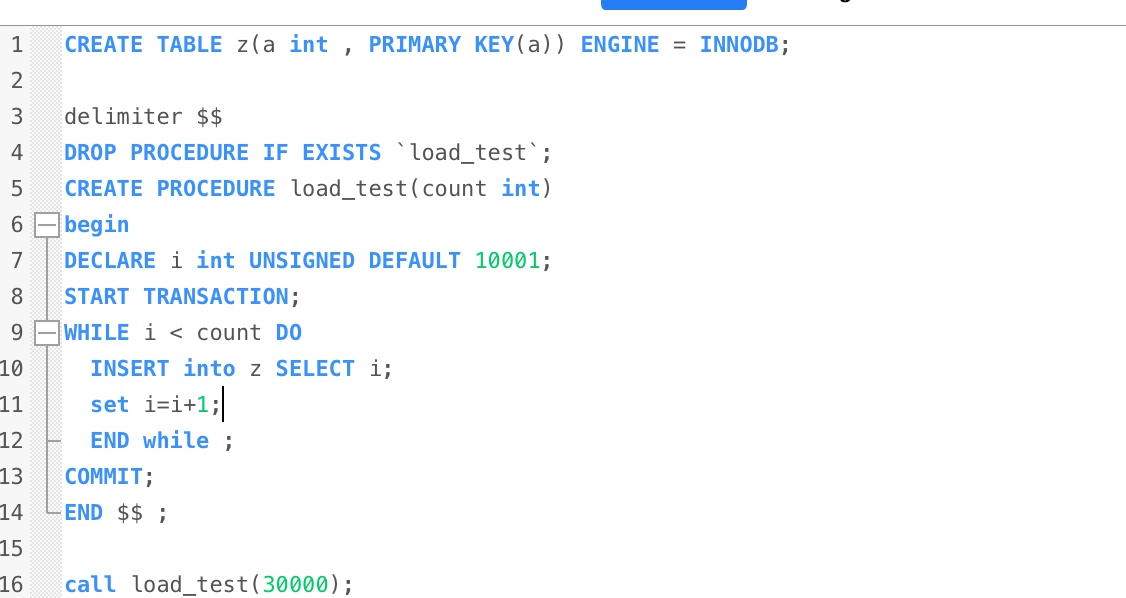 1 CREATE TABLE z(a int , PRIMARY KEY(a)) ENGINE = INNODB;
2
3 delimiter $$
4 DROP PROCEDURE IF EXISTS `load_test`;
5 CREATE PROCEDURE load_test(count int)
6 begin
7 DECLARE i int UNSIGNED DEFAULT 10001;
8 START TRANSACTION;
9 WHILE i < count DO
10 INSERT into z SELECT i;
11 set i=i+1;
12 END while ;
13 COMMIT;
14 END $$ ;
15
16 call load_test(30000);